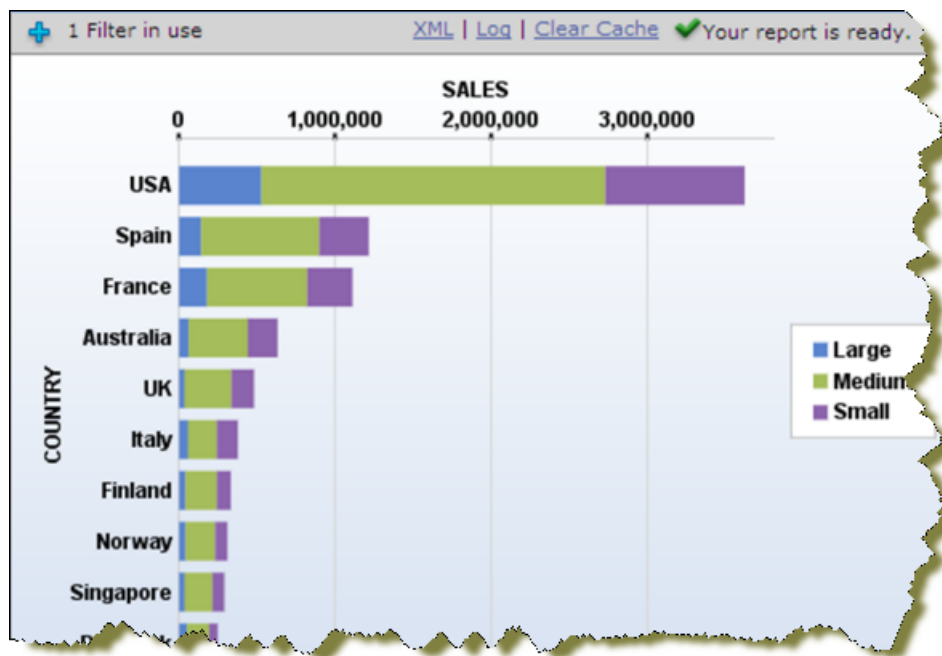 1 Filter in use XML | Log | Clear Cache Your report is ready.
SALES
0 1,000,000 2,000,000 3,000,000
USA
Spain
France
Australia
UK
Italy
Finland
Norway
Singapore
COUNTRY
Large
Medium
Small